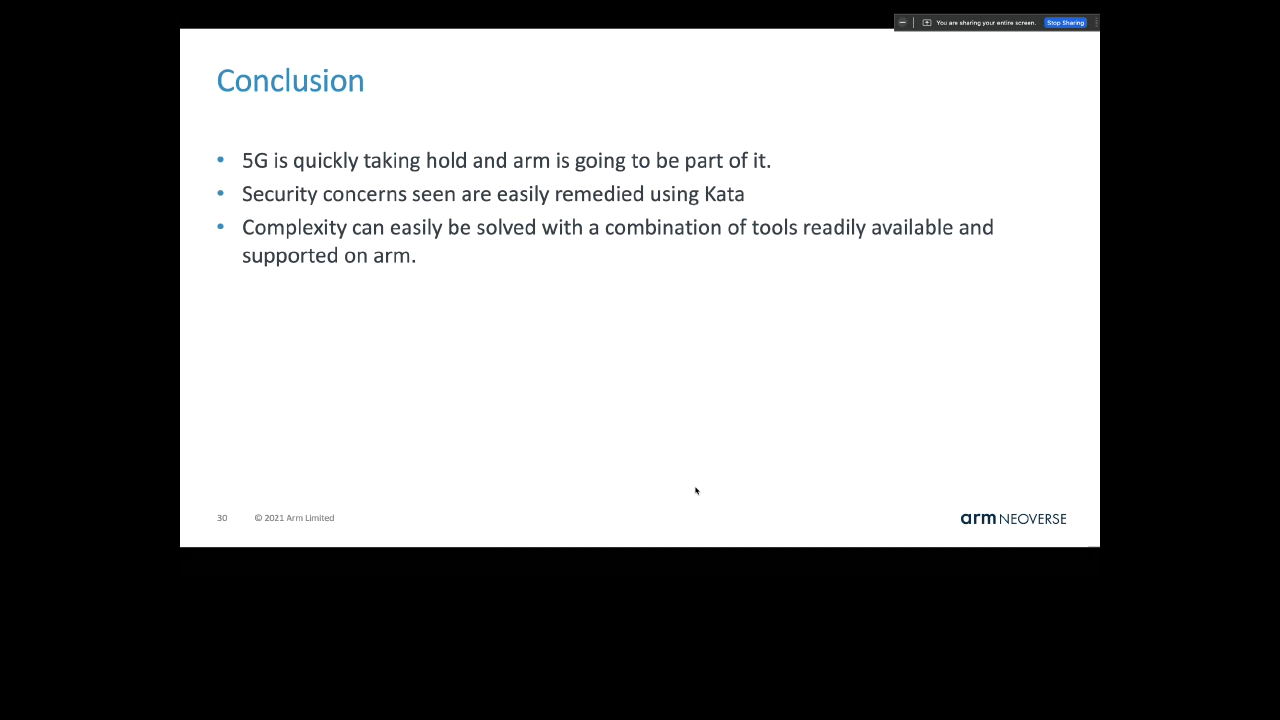 You are sharing your entire screen. Stop Sharing
Conclusion
• 5G is quickly taking hold and arm is going to be part of it.
• Security concerns seen are easily remedied using Kata
• Complexity can easily be solved with a combination of tools readily available and
supported on arm.
30 © 2021 Arm Limited
arm NEOVERSE